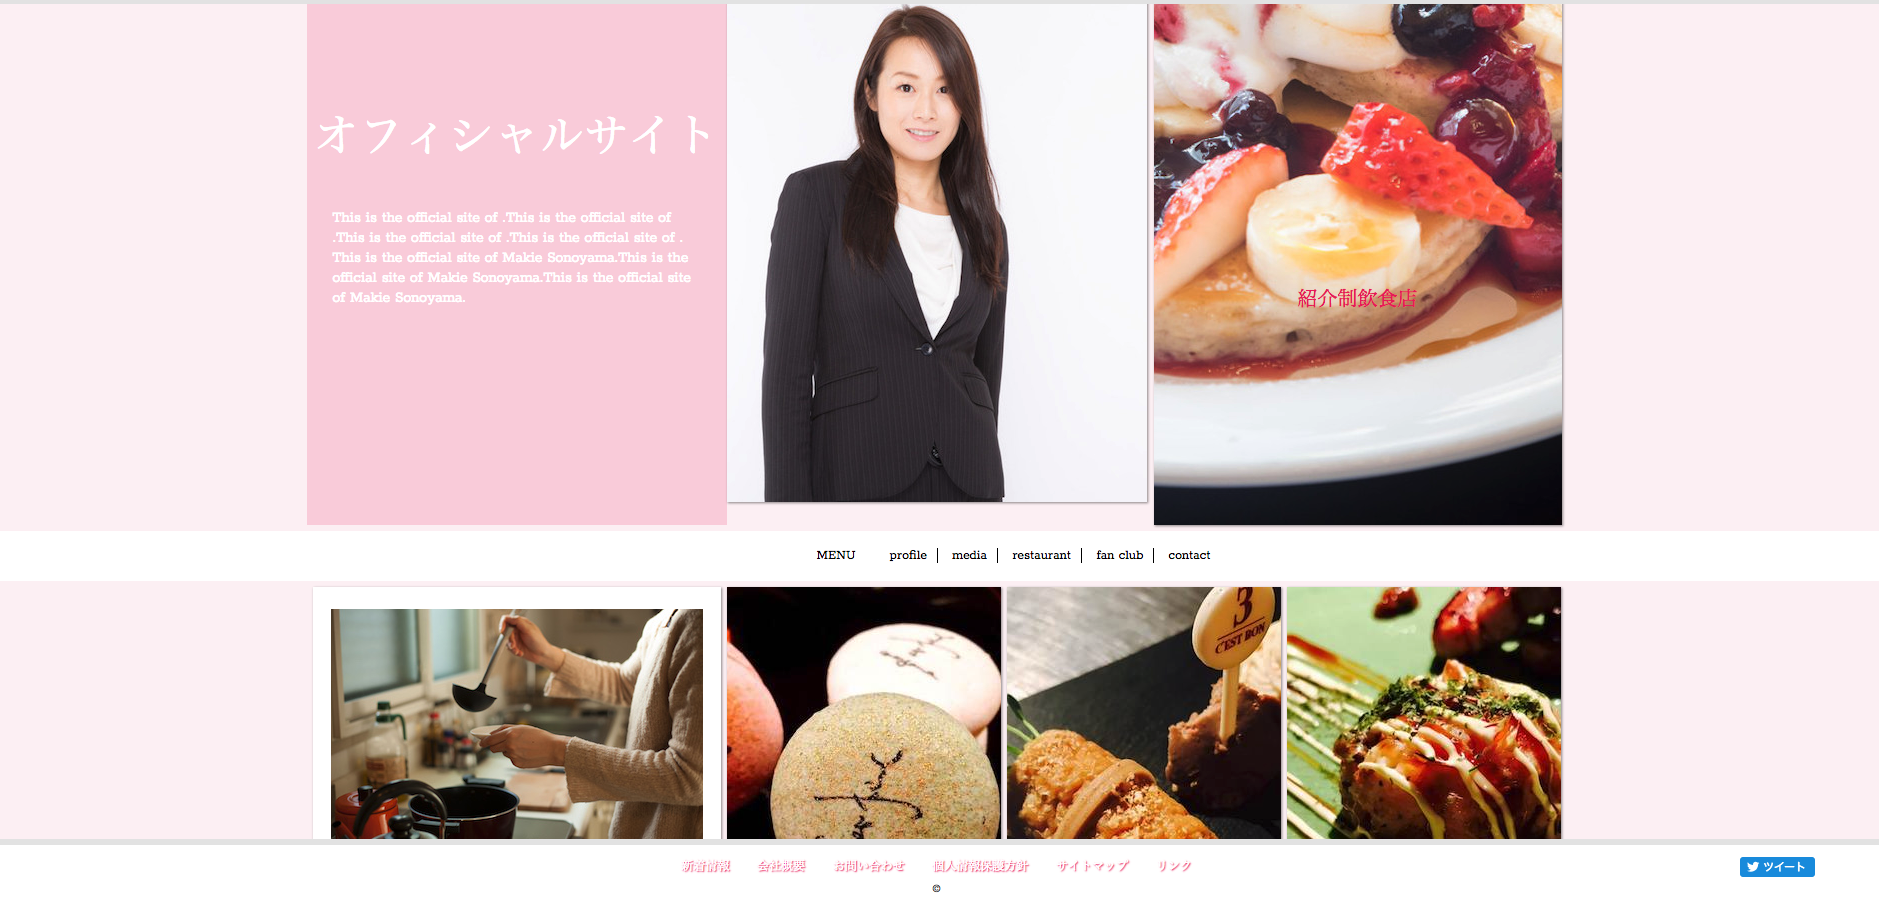 オフィシャルサイト
This is the official site of .This is the official site of
.This is the official site of .This is the official site of .
This is the official site of Makie Sonoyama.This is the
official site of Makie Sonoyama.This is the official site
of Makie Sonoyama.
紹介制飲食店
MENU profile media restaurant fan club contact
3
C'EST BON
新着情報 会社概要 お問い合わせ 個人情報保護方針 サイトマップ リンク
ツイート
©